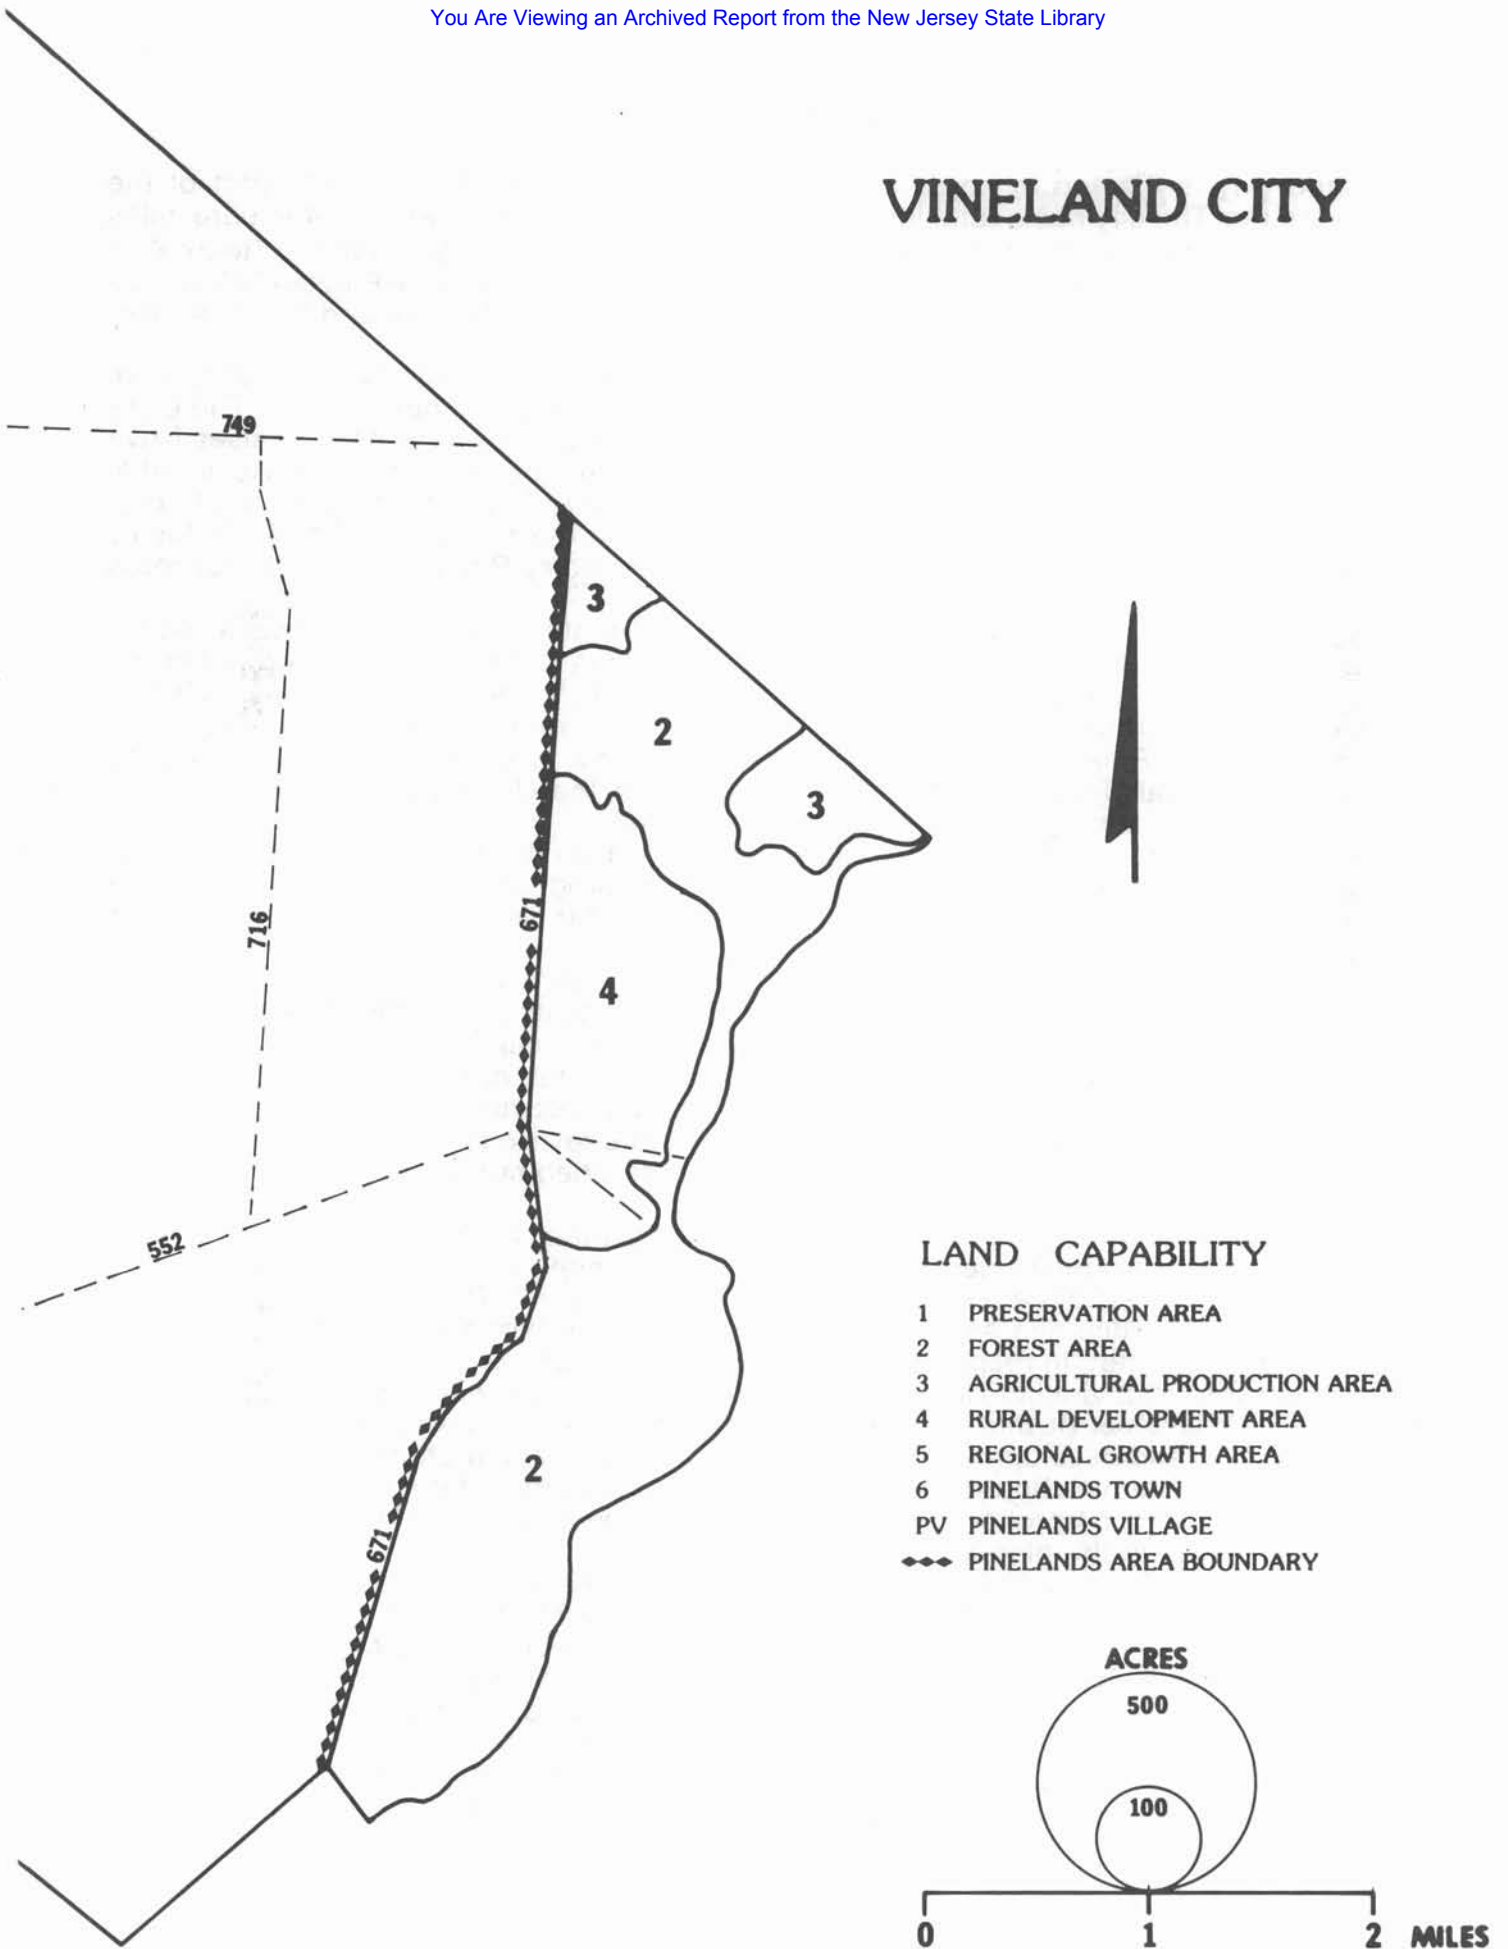 You Are Viewing an Archived Report from the New Jersey State Library
VINELAND CITY
749
3
2
3
671
716
4
552
2
671
LAND CAPABILITY
1 PRESERVATION AREA
2 FOREST AREA
3 AGRICULTURAL PRODUCTION AREA
4 RURAL DEVELOPMENT AREA
5 REGIONAL GROWTH AREA
6 PINELANDS TOWN
PV PINELANDS VILLAGE
PINELANDS AREA BOUNDARY
ACRES
500
100
0 1 2 MILES